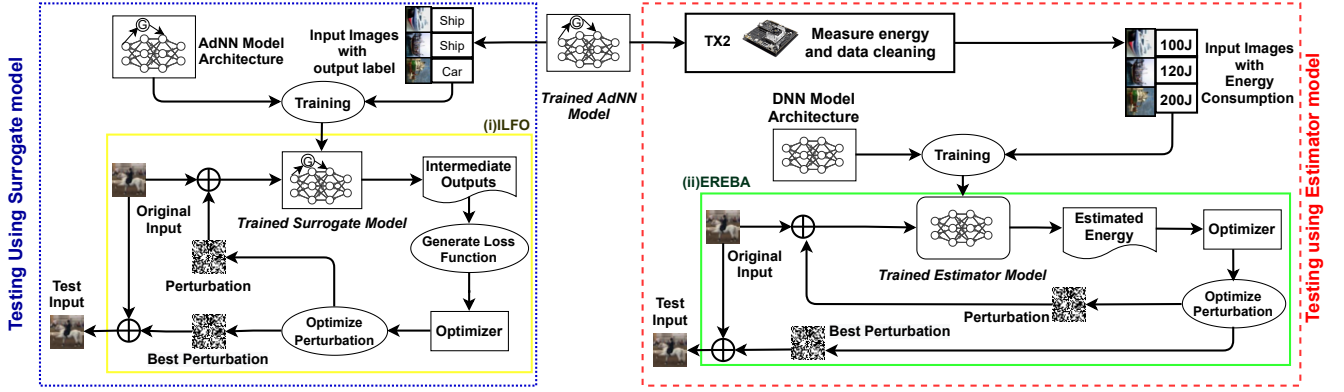 Testing Using Surrogate model
AdNN Model
Architecture
G
Input Images
with
output label
Ship
Ship
Car
Training
(i)ILFO
G
Trained Surrogate Model
Intermediate
Outputs
Original
Input
Generate Loss
Function
Perturbation
Test
Input
Best Perturbation
Optimize
Perturbation
Optimizer
G
Trained AdNN
Model
TX2
Measure energy
and data cleaning
100J
120J
200J
Input Images
with
Energy
Consumption
DNN Model
Architecture
Training
(ii)EREBA
Original
Input
Trained Estimator Model
Estimated
Energy
Optimizer
Perturbation
Optimize
Perturbation
Test
Input
Best Perturbation
Testing using Estimator model